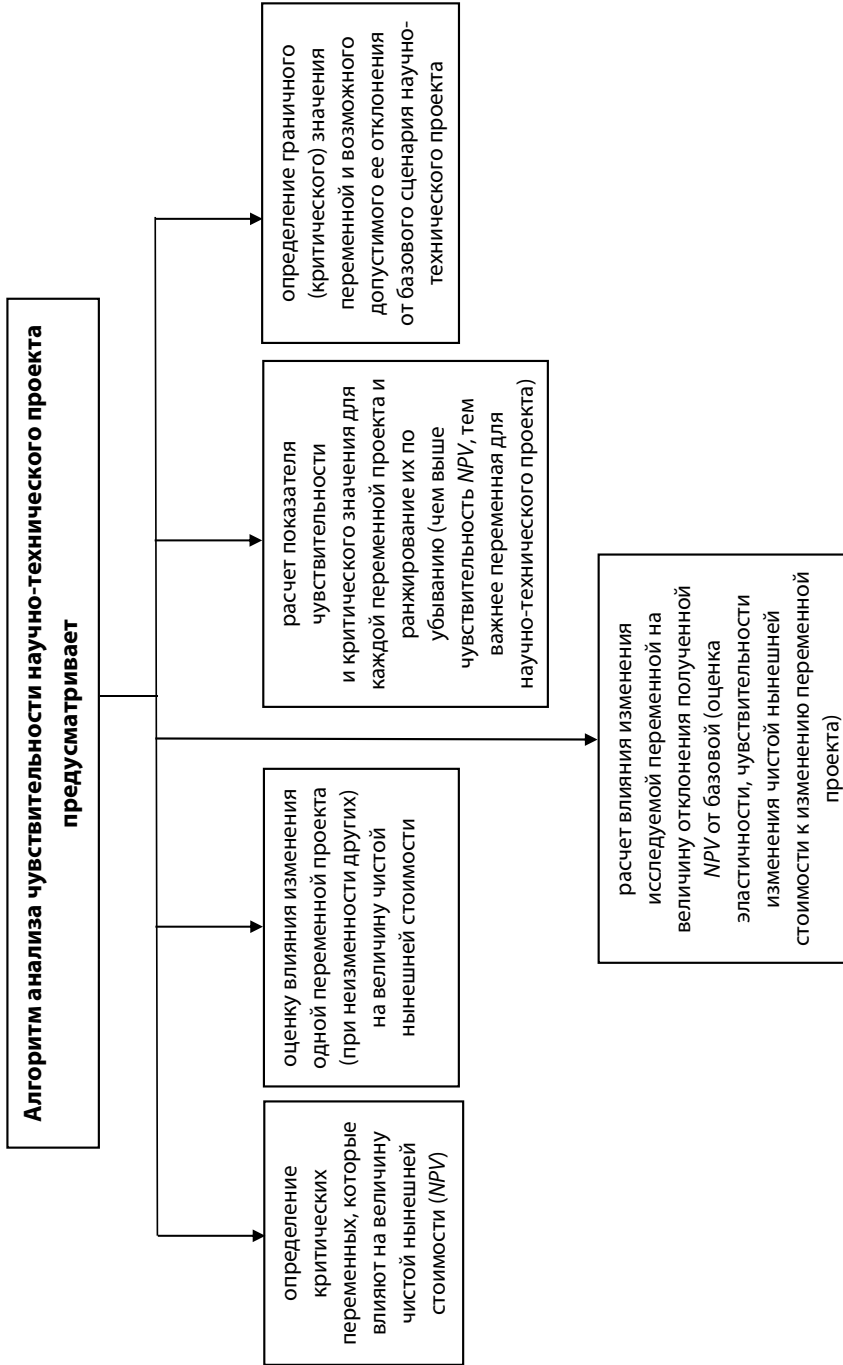 Алгоритм анализа чувствительности научно-технического проекта
предусматривает
определение
критических
переменных, которые
влияют на величину
чистой нынешней
стоимости (NPV)
оценку влияния изменения
одной переменной проекта
(при неизменности других)
на величину чистой
нынешней стоимости
расчет влияния изменения
исследуемой переменной на
величину отклонения полученной
NPV от базовой (оценка
эластичности, чувствительности
изменения чистой нынешней
стоимости к изменению переменной
проекта)
расчет показателя
чувствительности
и критического значения для
каждой переменной проекта и
ранжирование их по
убыванию (чем выше
чувствительность NPV, тем
важнее переменная для
научно-технического проекта)
определение граничного
(критического) значения
переменной и возможного
допустимого ее отклонения
от базового сценария научно-
технического проекта